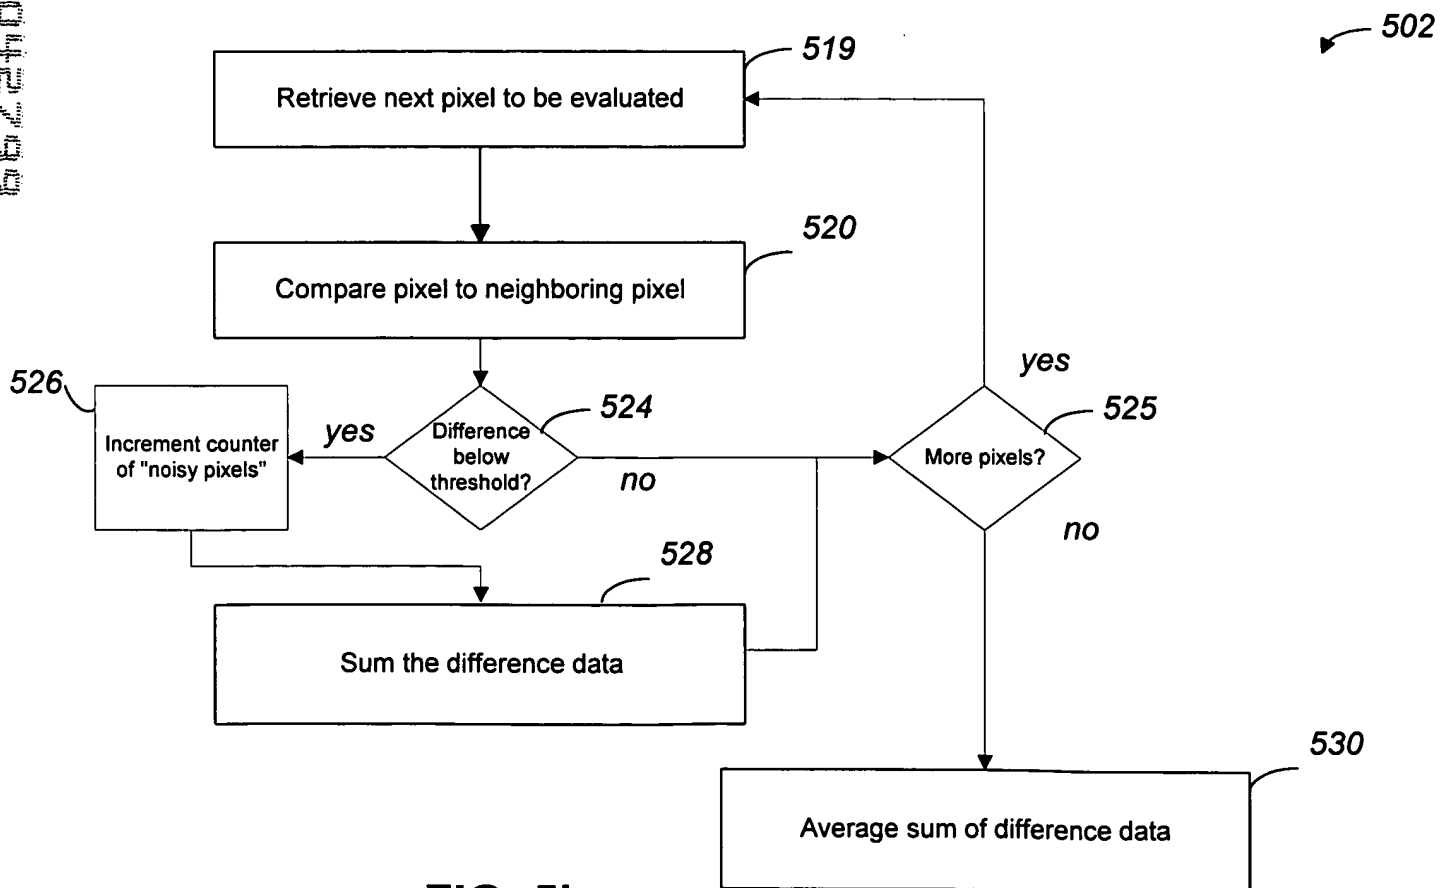 502
519
Retrieve next pixel to be evaluated
520
Compare pixel to neighboring pixel
yes
526
524
525
Increment counter
of "noisy pixels"
yes
Difference
below
threshold?
no
More pixels?
no
528
Sum the difference data
530
Average sum of difference data